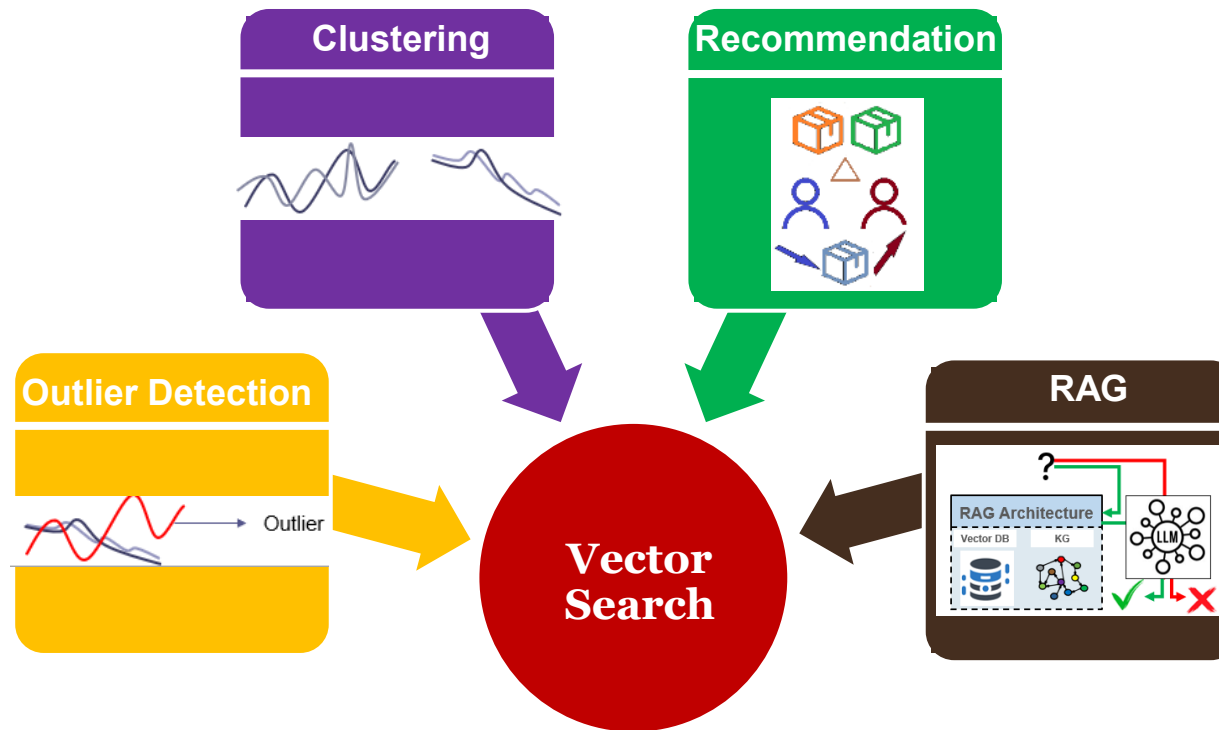 Clustering
Recommendation
Outlier Detection
Outlier
RAG
?
RAG Architecture
Vector DB
KG
LLM
Vector
Search